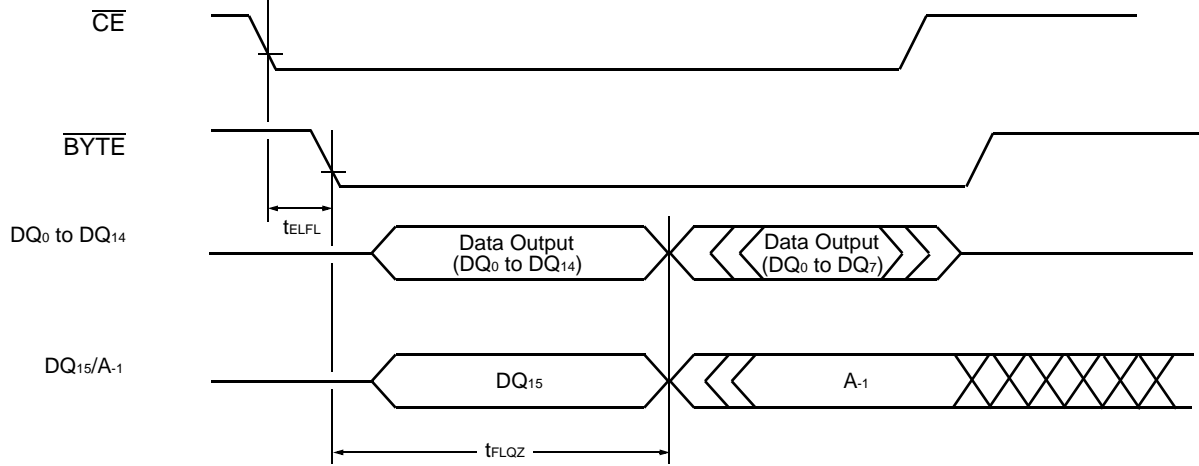 CE
BYTE
tELFL
DQ0 to DQ14
Data Output
(DQ0 to DQ14)
Data Output
(DQ0 to DQ7)
DQ15/A-1
DQ15
A-1
tFLQZ